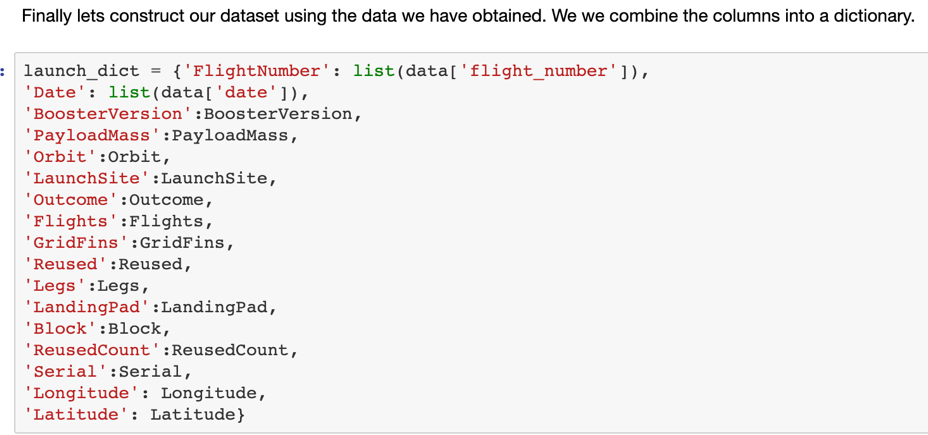 Finally lets construct our dataset using the data we have obtained. We we combine the columns into a dictionary.
: launch_dict = {'FlightNumber': list(data['flight_number']),
'Date': list(data['date']),
'BoosterVersion':BoosterVersion,
'PayloadMass':PayloadMass,
'Orbit':Orbit,
'LaunchSite':LaunchSite,
'Outcome':Outcome,
'Flights':Flights,
'GridFins':GridFins,
'Reused':Reused,
'Legs':Legs,
'LandingPad':LandingPad,
'Block':Block,
'ReusedCount':ReusedCount,
'Serial':Serial,
'Longitude': Longitude,
'Latitude': Latitude}